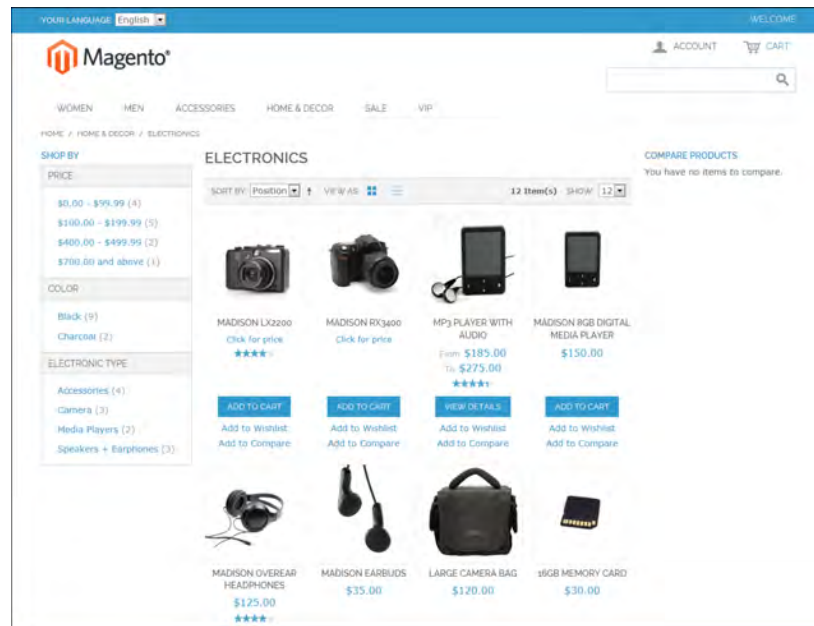 YOUR LANGUAGE: English
WELCOME
Magento®
ACCOUNT
CART
WOMEN MEN ACCESSORIES HOME & DECOR SALE VIP
HOME / HOME & DECOR / ELECTRONICS
SHOP BY
PRICE
$0.00 - $99.99 (4)
$100.00 - $199.99 (5)
$400.00 - $499.99 (2)
$700.00 and above (1)
COLOR
Black (9)
Charcoal (2)
ELECTRONIC TYPE
Accessories (4)
Camera (3)
Media Players (2)
Speakers + Earphones (3)
ELECTRONICS
SORT BY Position VIEW AS
12 Item(s) SHOW 12
MADISON LX2200
Click for price
ADD TO CART
Add to Wishlist
Add to Compare
MADISON RX3400
Click for price
ADD TO CART
Add to Wishlist
Add to Compare
MP3 PLAYER WITH
AUDIO
From $185.00
To $275.00
VIEW DETAILS
Add to Wishlist
Add to Compare
MADISON 8GB DIGITAL
MEDIA PLAYER
$150.00
ADD TO CART
Add to Wishlist
Add to Compare
MADISON OVEREAR
HEADPHONES
$125.00
MADISON EARBUDS
$35.00
LARGE CAMERA BAG
$120.00
16GB MEMORY CARD
$30.00
COMPARE PRODUCTS
You have no items to compare.